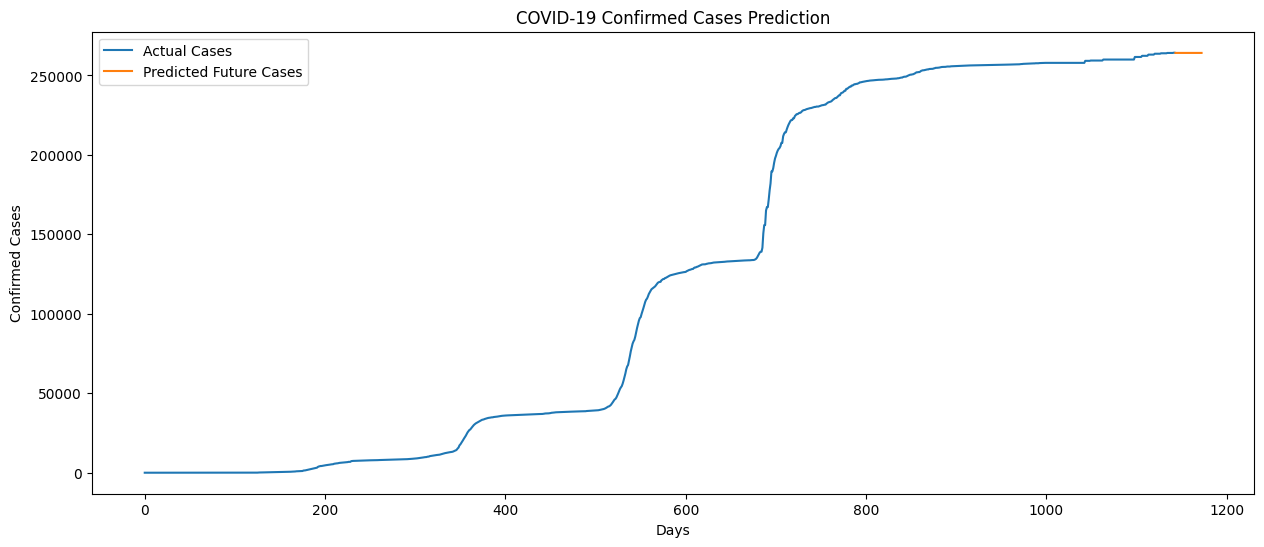 COVID-19 Confirmed Cases Prediction
Actual Cases
Predicted Future Cases
Confirmed Cases
250000
200000
150000
100000
50000
0
0 200 400 600 800 1000 1200
Days